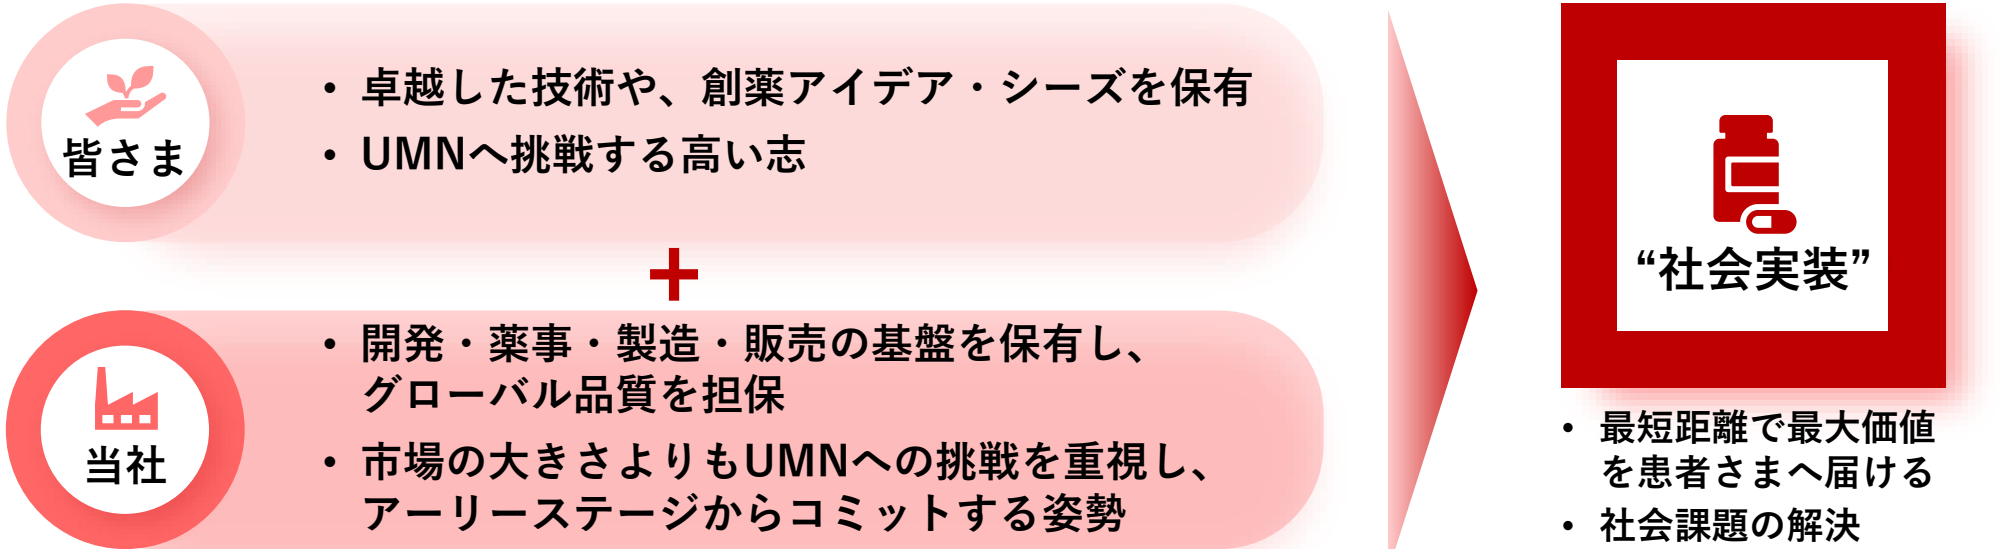 皆さま
• 卓越した技術や、創薬アイデア・シーズを保有
• UMNへ挑戦する高い志
+
当社
• 開発・薬事・製造・販売の基盤を保有し、
グローバル品質を担保
• 市場の大きさよりもUMNへの挑戦を重視し、
アーリーステージからコミットする姿勢
“社会実装”
• 最短距離で最大価値
を患者さまへ届ける
• 社会課題の解決